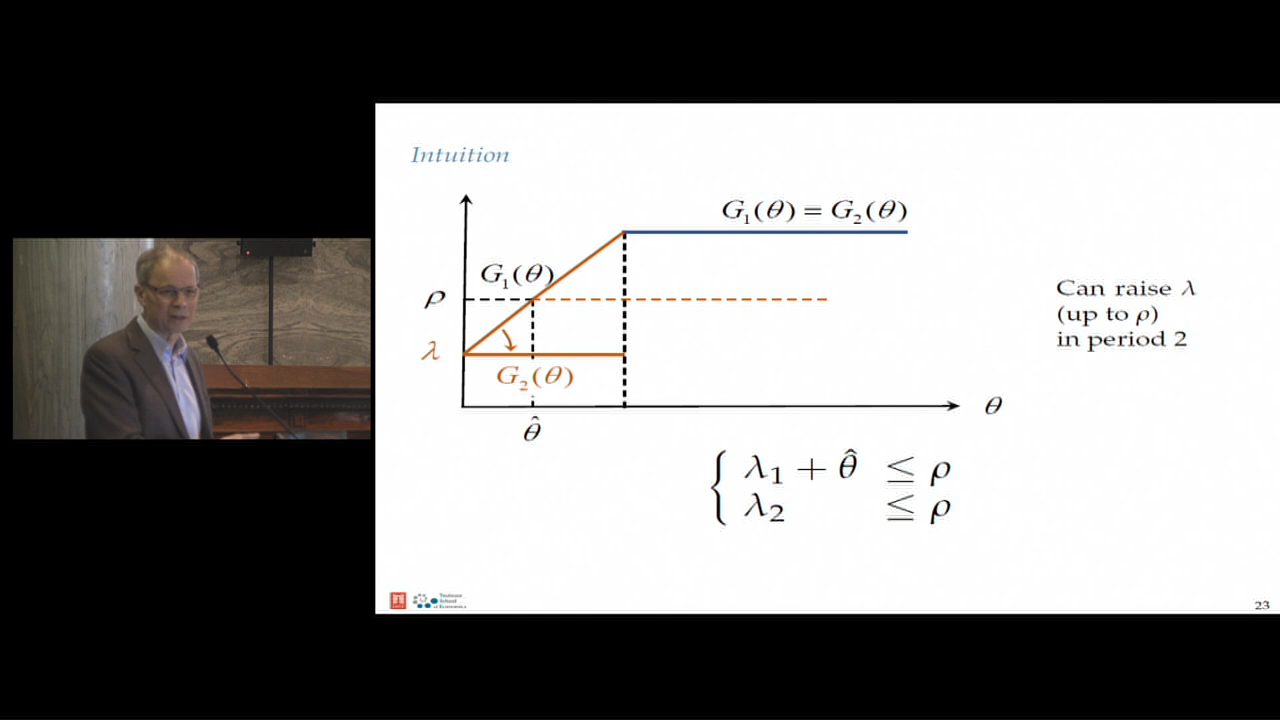 Intuition
G₁(θ) = G₂(θ)
G₁(θ)
ρ
λ
G₂(θ)
θ
θ̂
Can raise λ
(up to ρ)
in period 2
λ₁ + θ̂ ≤ ρ
λ₂ ≤ ρ
Toulouse
School
of Economics
23